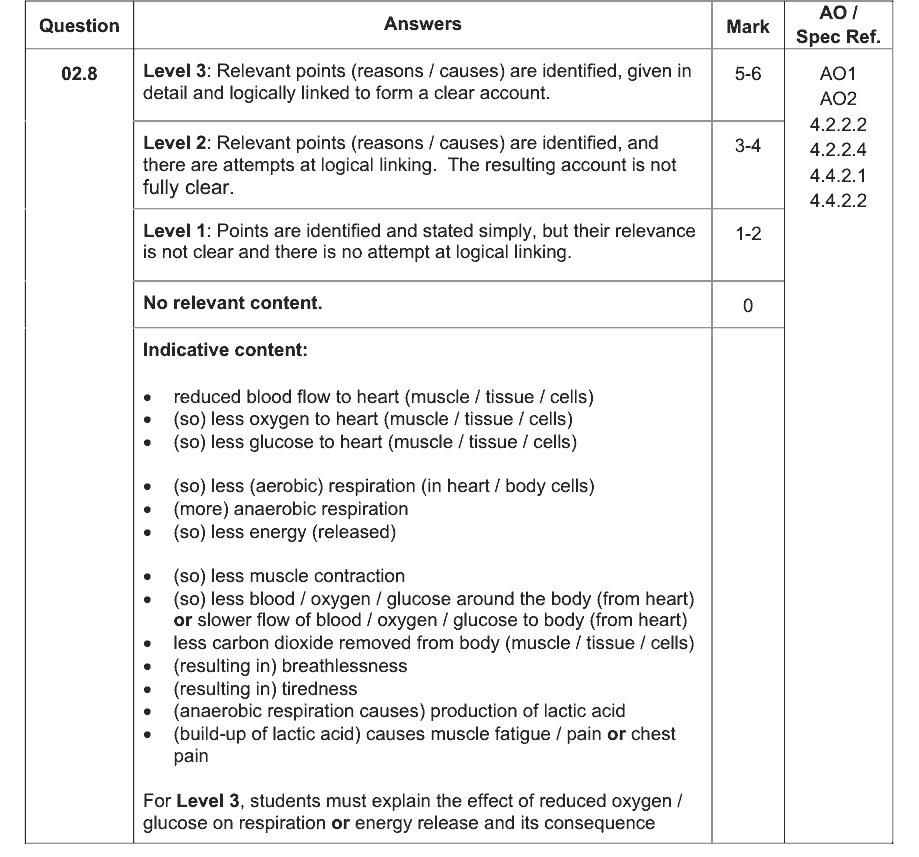 Question
Answers
Mark
AO /
Spec Ref.
02.8
Level 3: Relevant points (reasons / causes) are identified, given in
detail and logically linked to form a clear account.
5-6
AO1
AO2
4.2.2.2
4.2.2.4
4.4.2.1
4.4.2.2
Level 2: Relevant points (reasons / causes) are identified, and
there are attempts at logical linking. The resulting account is not
fully clear.
3-4
Level 1: Points are identified and stated simply, but their relevance
is not clear and there is no attempt at logical linking.
1-2
No relevant content.
0
Indicative content:
• reduced blood flow to heart (muscle / tissue / cells)
• (so) less oxygen to heart (muscle / tissue / cells)
• (so) less glucose to heart (muscle / tissue / cells)
• (so) less (aerobic) respiration (in heart / body cells)
• (more) anaerobic respiration
• (so) less energy (released)
• (so) less muscle contraction
• (so) less blood / oxygen / glucose around the body (from heart)
or slower flow of blood / oxygen / glucose to body (from heart)
• less carbon dioxide removed from body (muscle / tissue / cells)
• (resulting in) breathlessness
• (resulting in) tiredness
• (anaerobic respiration causes) production of lactic acid
• (build-up of lactic acid) causes muscle fatigue / pain or chest
pain
For Level 3, students must explain the effect of reduced oxygen /
glucose on respiration or energy release and its consequence